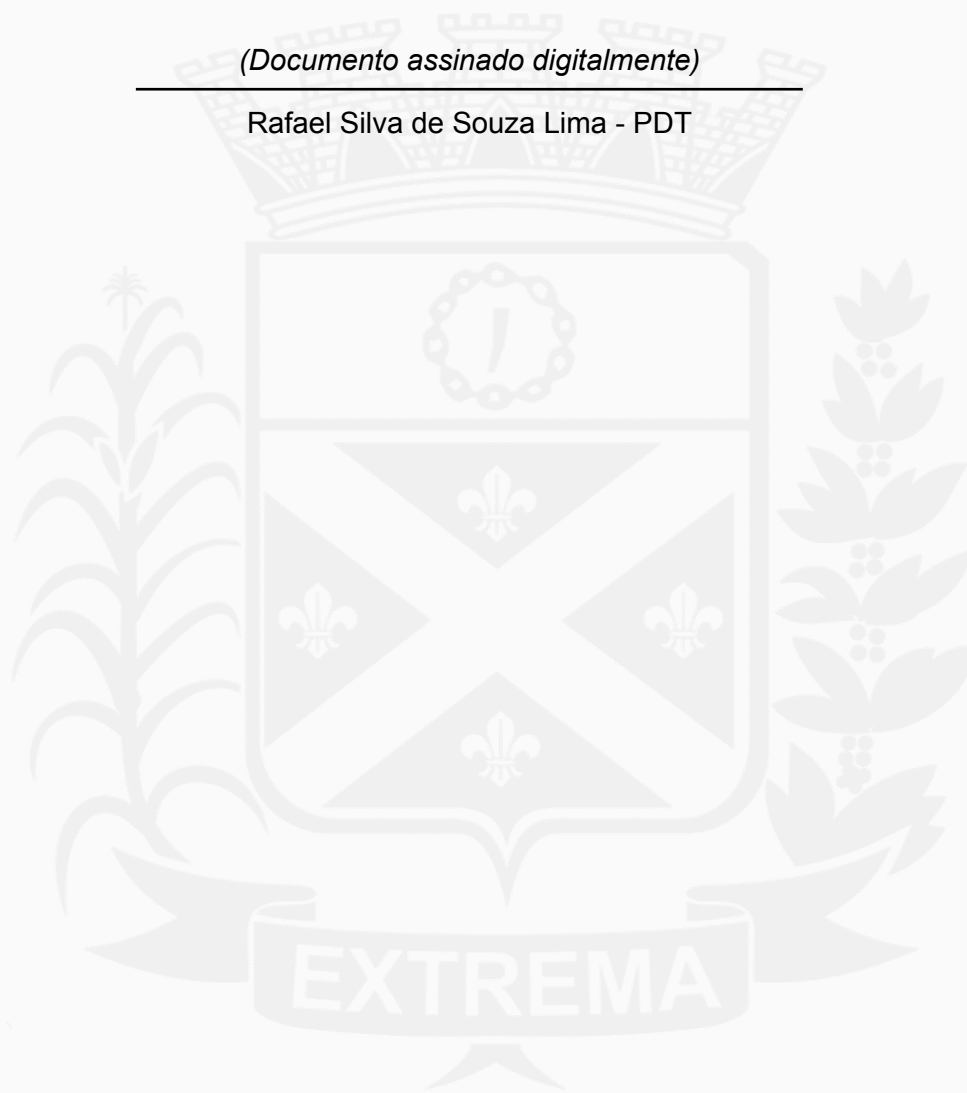 (Documento assinado digitalmente)
Rafael Silva de Souza Lima - PDT
EXTREMA